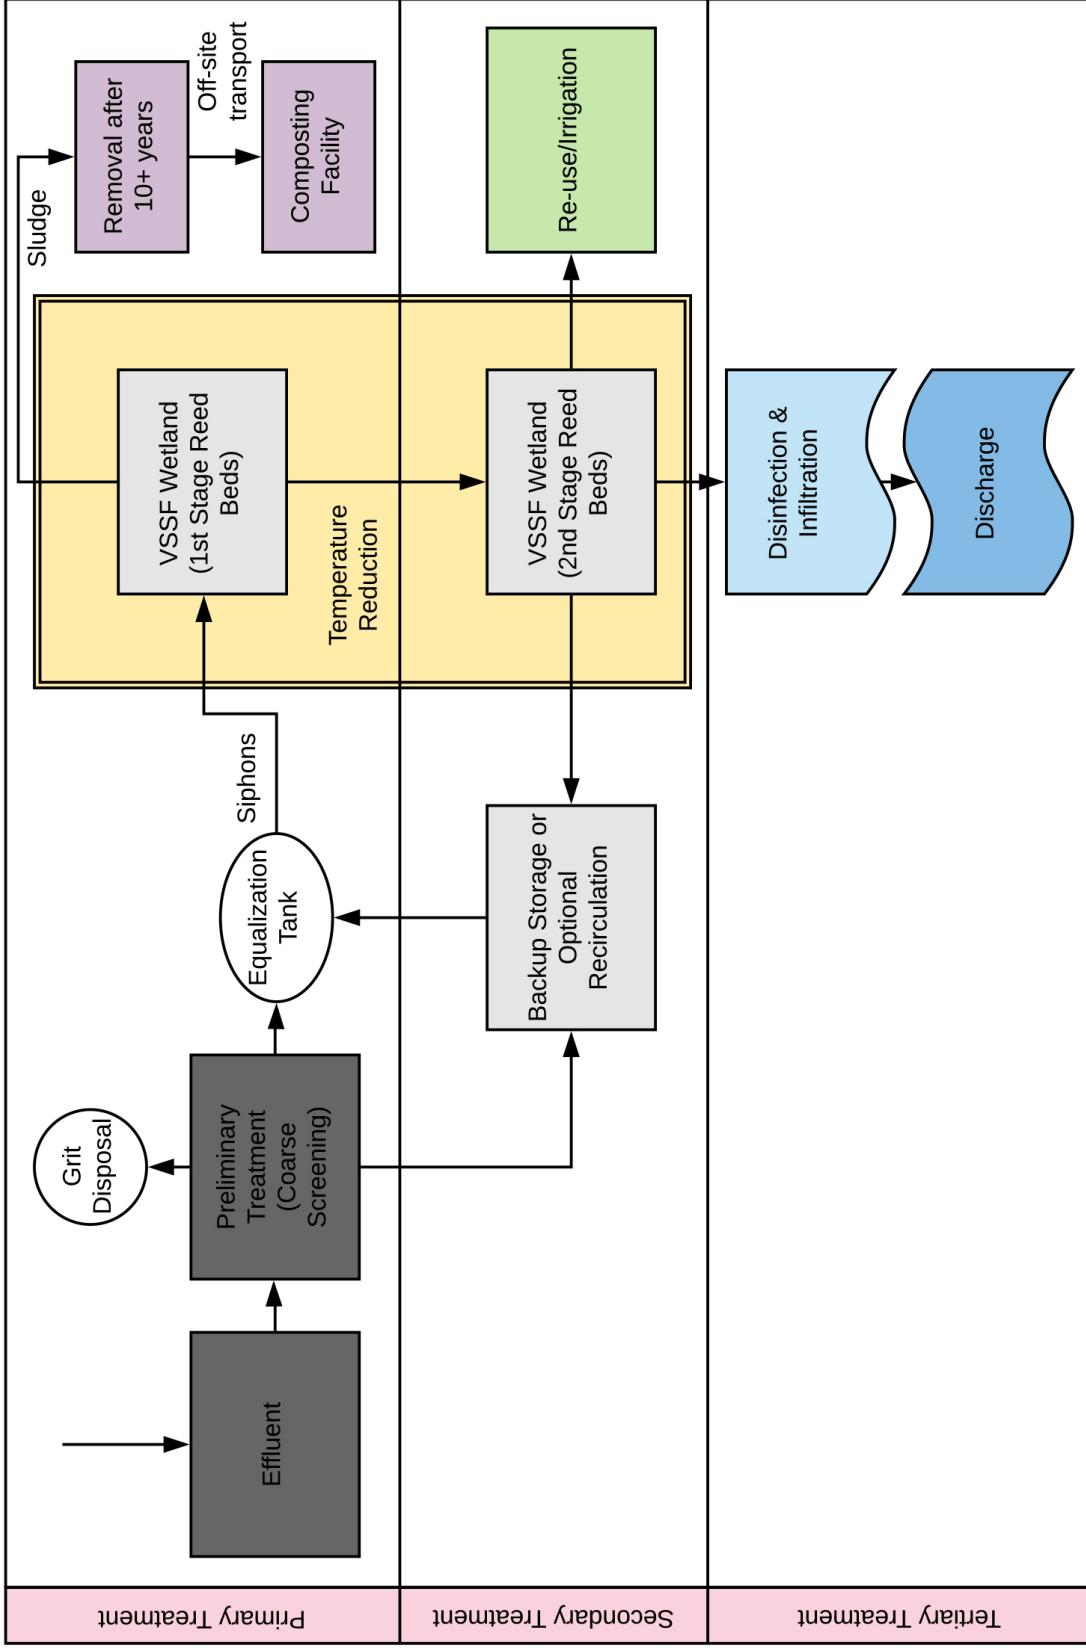 Primary Treatment
Effluent
Preliminary
Treatment
(Coarse
Screening)
Grit
Disposal
Equalization
Tank
Siphons
VSSF Wetland
(1st Stage Reed
Beds)
Temperature
Reduction
Sludge
Removal after
10+ years
Off-site
transport
Composting
Facility
Secondary Treatment
Backup Storage or
Optional
Recirculation
VSSF Wetland
(2nd Stage Reed
Beds)
Re-use/Irrigation
Tertiary Treatment
Disinfection &
Infiltration
Discharge